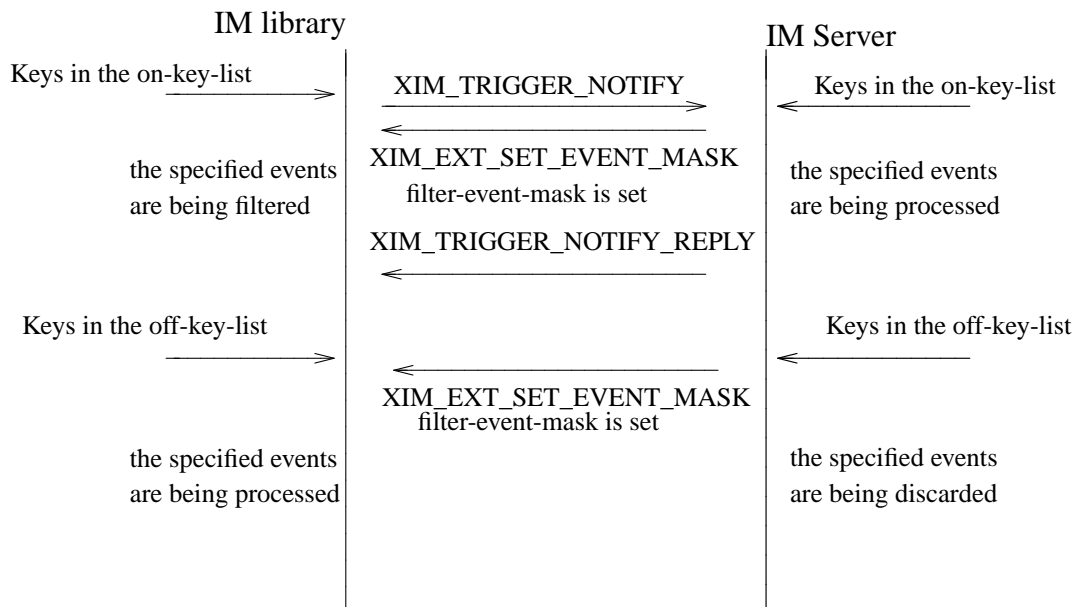 IM library
IM Server
Keys in the on-key-list
XIM_TRIGGER_NOTIFY
Keys in the on-key-list
XIM_EXT_SET_EVENT_MASK
filter-event-mask is set
the specified events
are being filtered
the specified events
are being processed
XIM_TRIGGER_NOTIFY_REPLY
Keys in the off-key-list
Keys in the off-key-list
XIM_EXT_SET_EVENT_MASK
filter-event-mask is set
the specified events
are being processed
the specified events
are being discarded